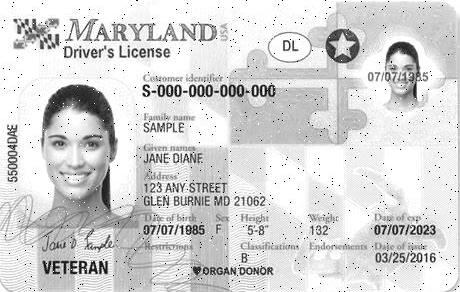 MARYLAND USA
Driver's License
DL
07/07/1985
Customer identifier
S-000-000-000-000
Family name
SAMPLE
Given names
JANE DIANE
Address
123 ANY STREET
GLEN BURNIE MD 21062
Date of birth Sex Height Weight Date of exp
07/07/1985 F 5'-8" 132 07/07/2023
Restrictions Classifications Endorsements Date of issue
B 03/25/2016
550004DAE
Jane D Sample
VETERAN
ORGAN DONOR